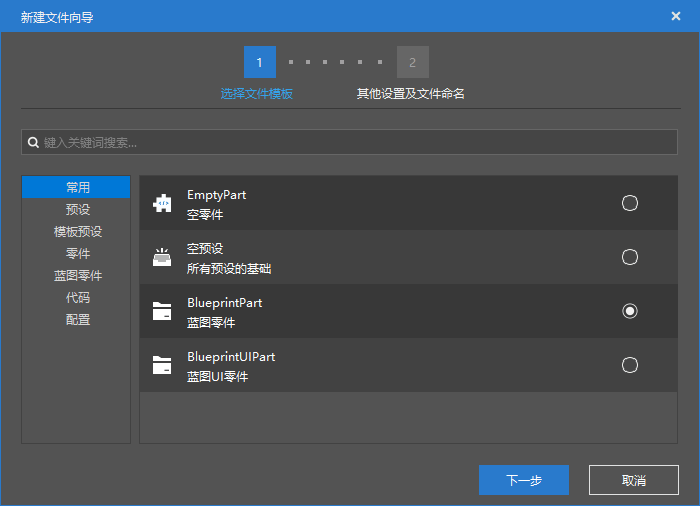 新建文件向导
1
2
选择文件模板
其他设置及文件命名
键入关键词搜索...
常用
预设
模板预设
零件
蓝图零件
代码
配置
EmptyPart
空零件
空预设
所有预设的基础
BlueprintPart
蓝图零件
BlueprintUIPart
蓝图UI零件
下一步
取消